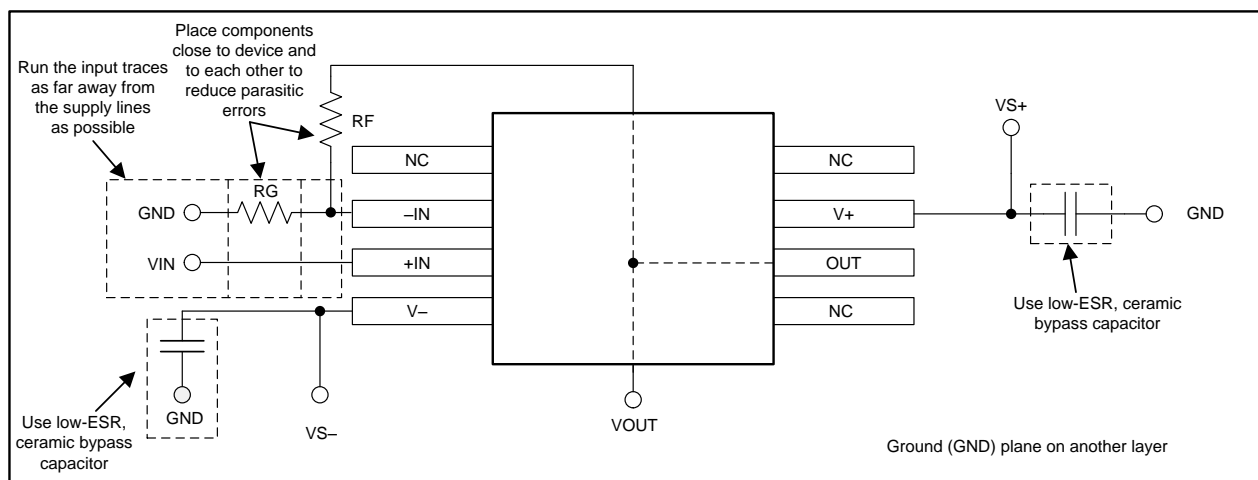 Place components
close to device and
to each other to
reduce parasitic
errors
Run the input traces
as far away from
the supply lines
as possible
RF
VS+
NC
NC
RG
GND
–IN
V+
GND
VIN
+IN
OUT
V–
NC
Use low-ESR, ceramic
bypass capacitor
GND
VS–
VOUT
Use low-ESR,
ceramic bypass
capacitor
Ground (GND) plane on another layer